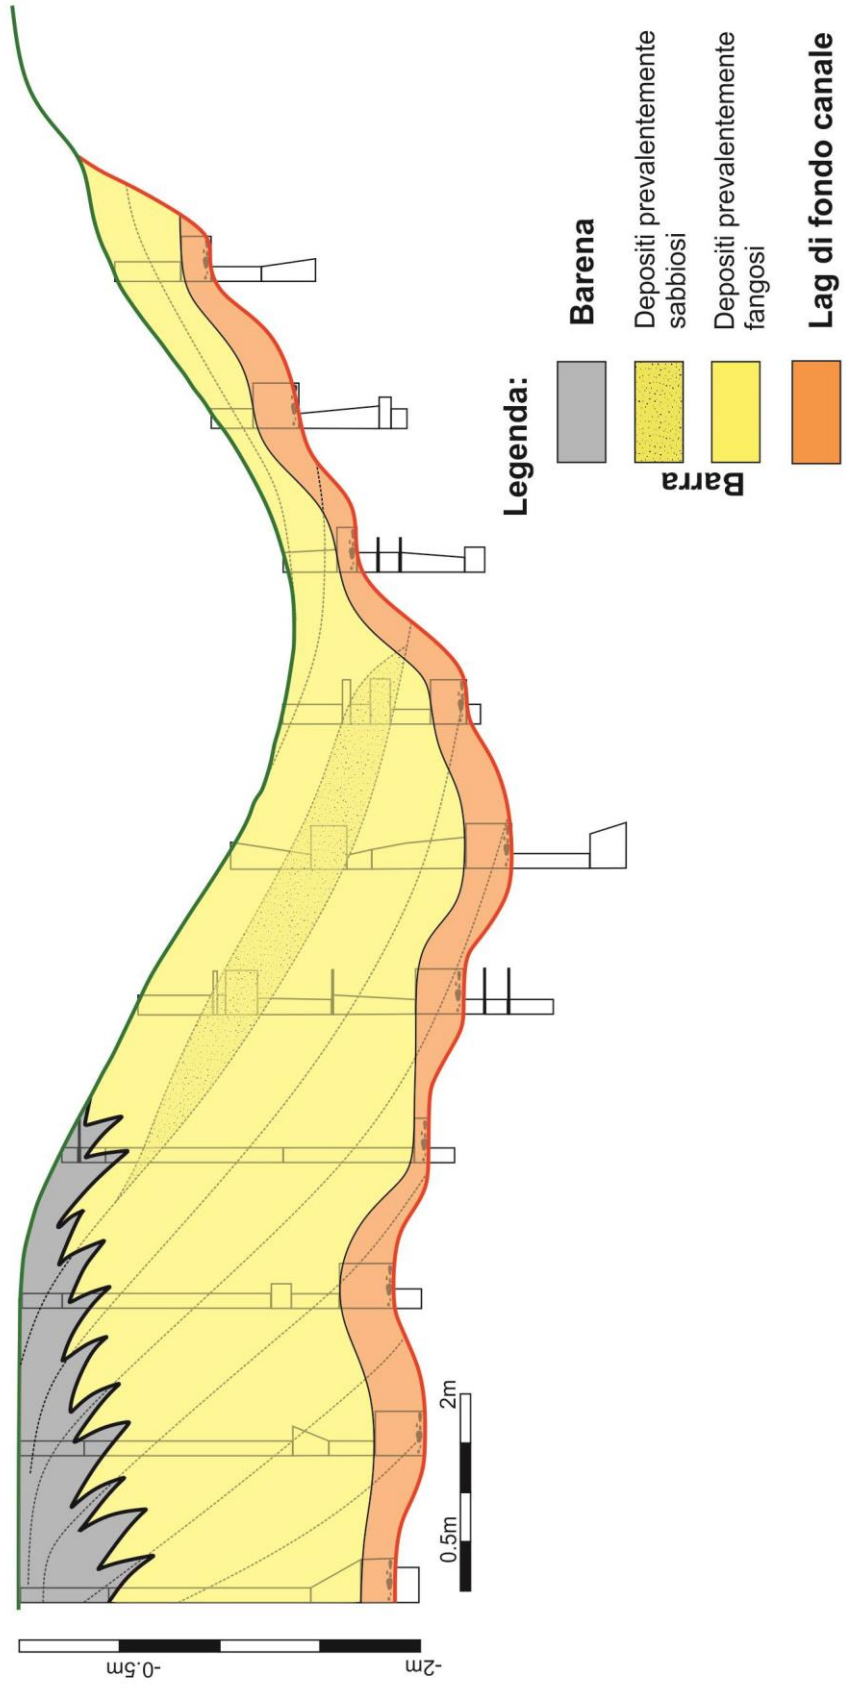 Legenda:
Barena
Barra
Depositi prevalentemente
sabbiosi
Depositi prevalentemente
fangosi
Lag di fondo canale
-0.5m
-2m
0.5m
2m